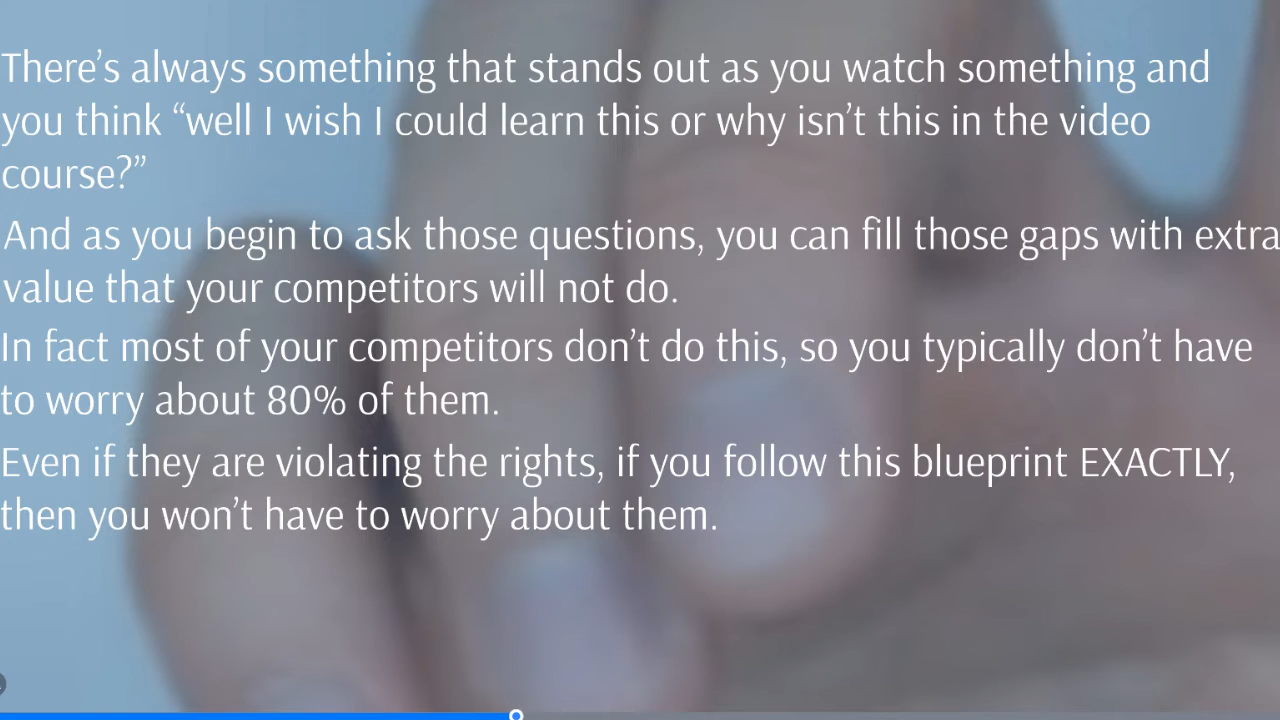 There’s always something that stands out as you watch something and
you think “well I wish I could learn this or why isn’t this in the video
course?”
And as you begin to ask those questions, you can fill those gaps with extra
value that your competitors will not do.
In fact most of your competitors don’t do this, so you typically don’t have
to worry about 80% of them.
Even if they are violating the rights, if you follow this blueprint EXACTLY,
then you won’t have to worry about them.